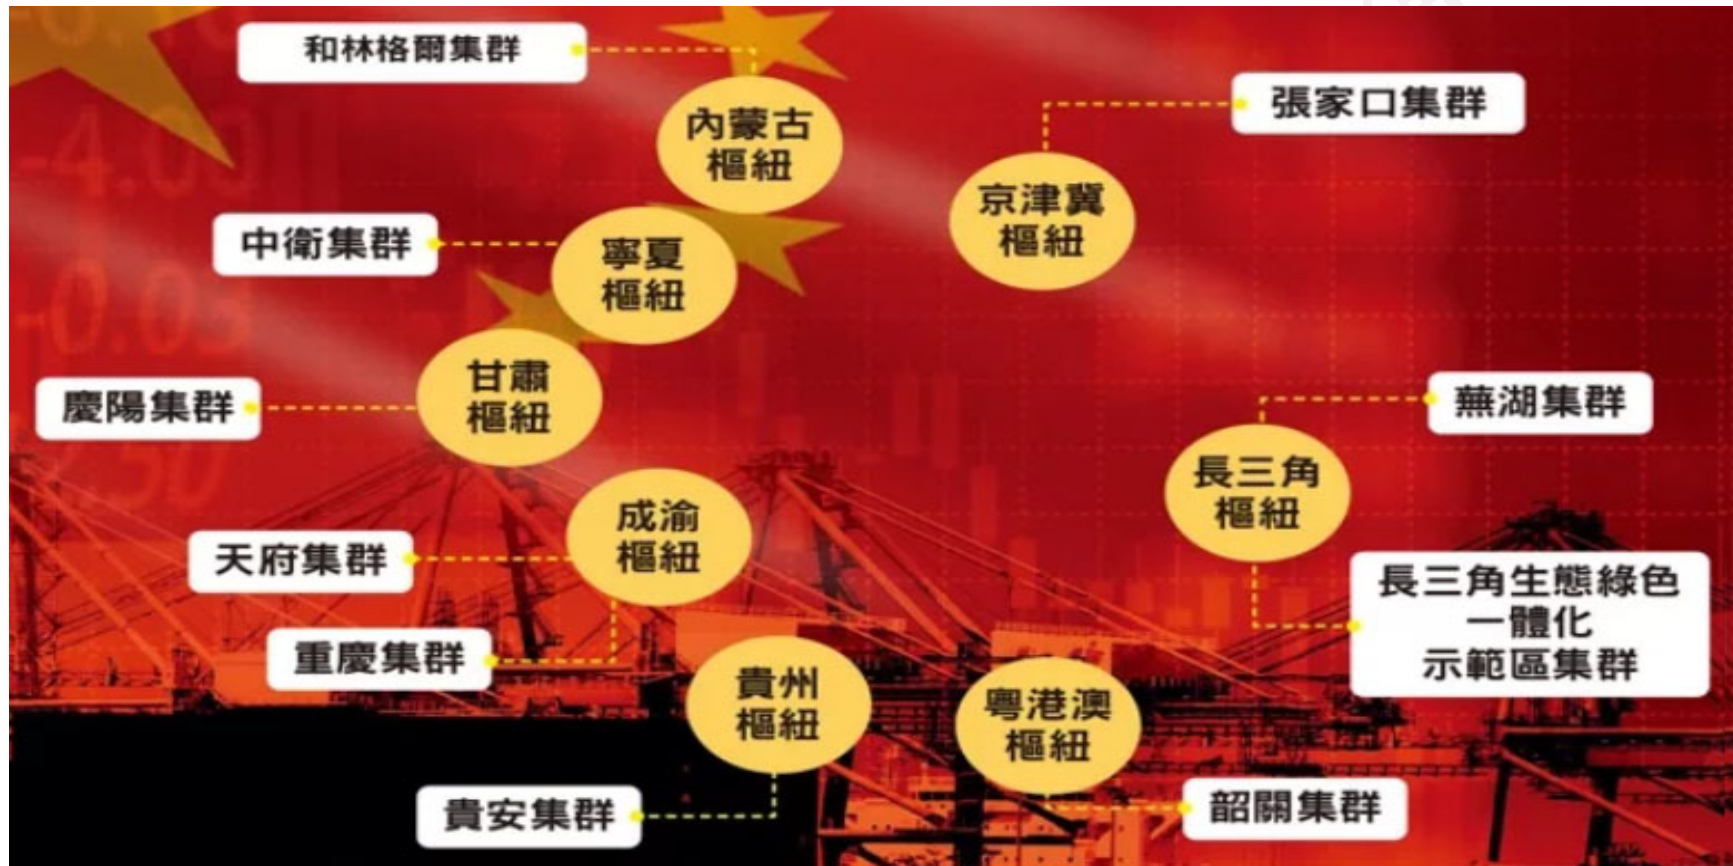 和林格爾集群
內蒙古
樞紐
張家口集群
京津冀
樞紐
中衛集群
寧夏
樞紐
慶陽集群
甘肅
樞紐
蕪湖集群
長三角
樞紐
成渝
樞紐
天府集群
重慶集群
長三角生態綠色
一體化
示範區集群
貴州
樞紐
粵港澳
樞紐
貴安集群
韶關集群
-4.09
-0.03